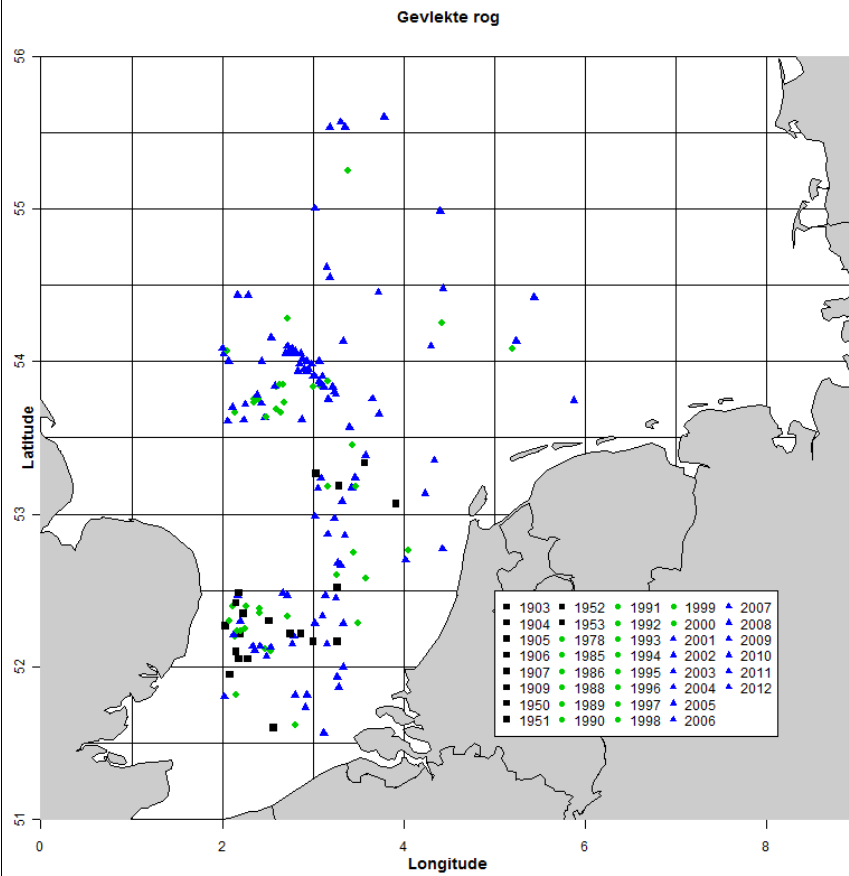 Gevlekte rog
56
55
54
53
52
51
Latitude
1903 1952 1991 1999 2007
1904 1953 1992 2000 2008
1905 1978 1993 2001 2009
1906 1985 1994 2002 2010
1907 1986 1995 2003 2011
1909 1988 1996 2004 2012
1950 1989 1997 2005
1951 1990 1998 2006
0 2 4 6 8
Longitude